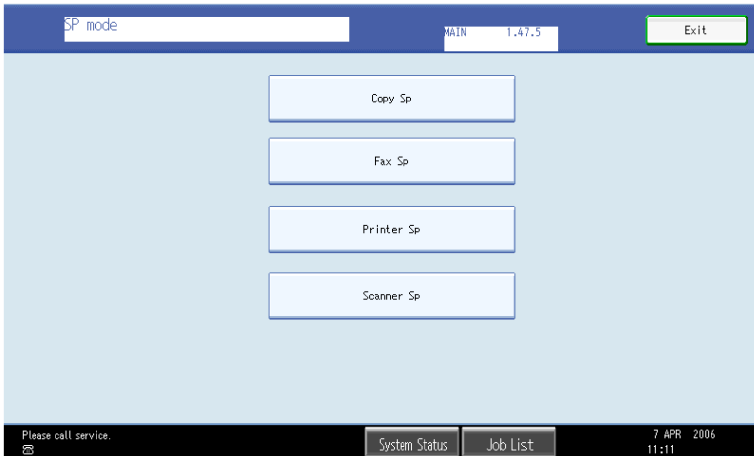 SP mode
MAIN 1.47.5
Exit
Copy Sp
Fax Sp
Printer Sp
Scanner Sp
Please call service.
System Status
Job List
7 APR 2006
11:11